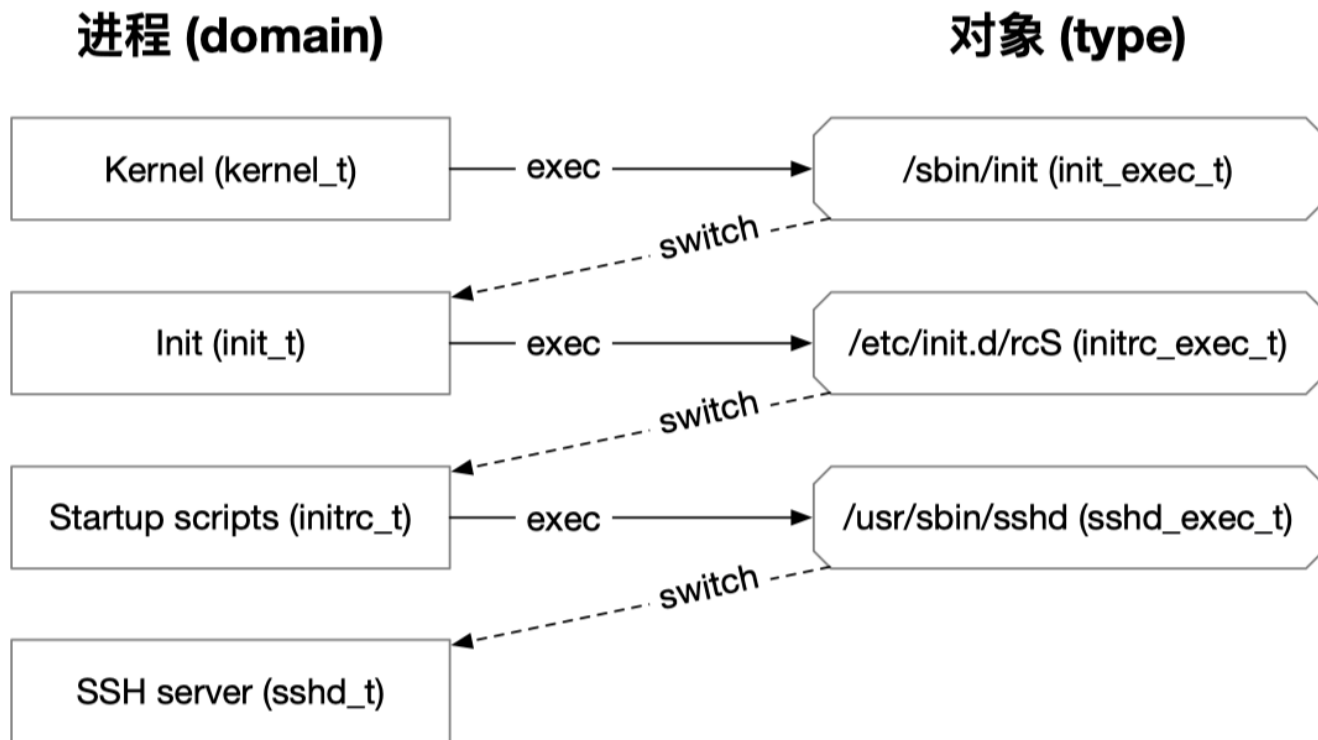 进程 (domain)
对象 (type)
Kernel (kernel_t)
exec
/sbin/init (init_exec_t)
switch
Init (init_t)
exec
/etc/init.d/rcS (initrc_exec_t)
switch
Startup scripts (initrc_t)
exec
/usr/sbin/sshd (sshd_exec_t)
switch
SSH server (sshd_t)